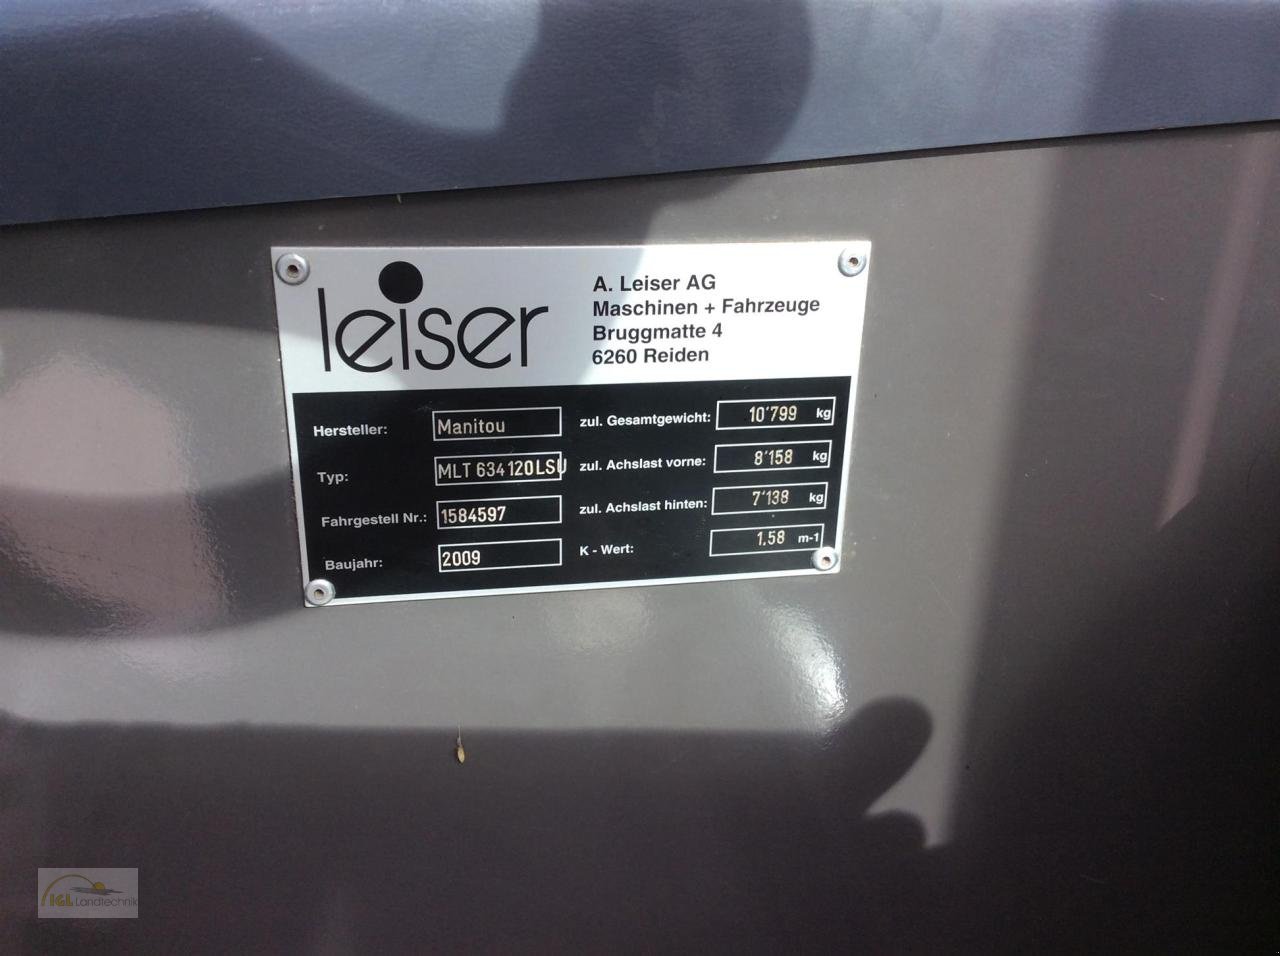 leiser
A. Leiser AG
Maschinen + Fahrzeuge
Bruggmatte 4
6260 Reiden
Hersteller: Manitou
Typ: MLT 634 120 LSU
Fahrgestell Nr.: 1584597
Baujahr: 2009
zul. Gesamtgewicht: 10'799 kg
zul. Achslast vorne: 8'158 kg
zul. Achslast hinten: 7'138 kg
K - Wert: 1.58 m-1
IGL Landtechnik